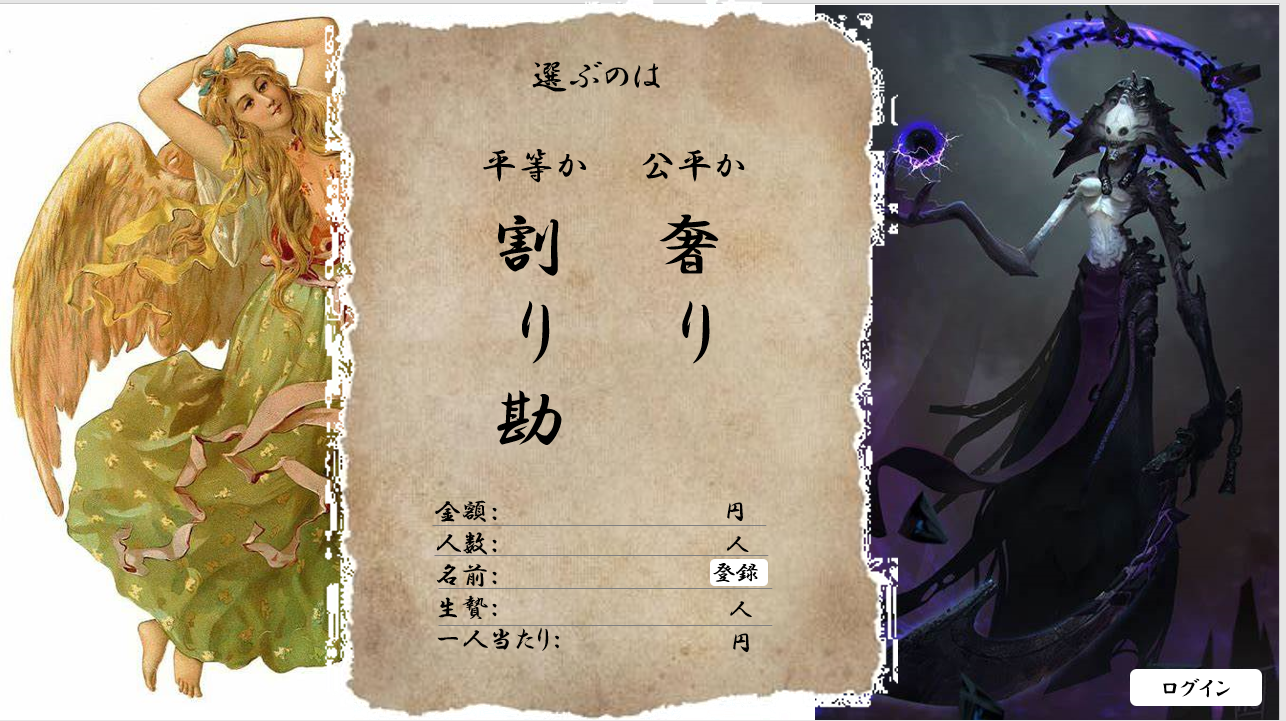 選ぶのは
平等か 公平か
割り勘 奢り
金額: 円
人数: 人
名前: 登録
生贄: 人
一人当たり: 円
ログイン